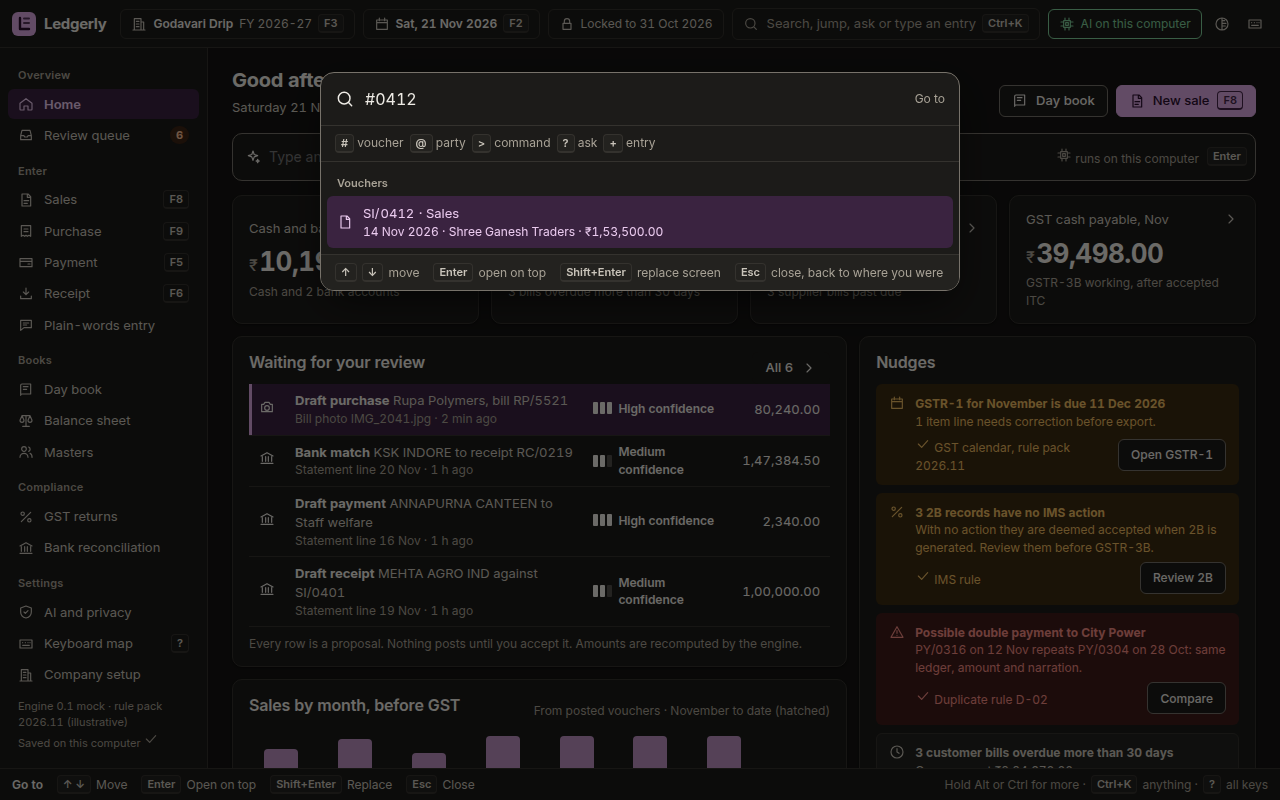 Ledgerly
Godavari Drip FY 2026-27 F3
Sat, 21 Nov 2026 F2
Locked to 31 Oct 2026
Search, jump, ask or type an entry Ctrl+K
AI on this computer
Overview
Home
Review queue 6
Enter
Sales F8
Purchase F9
Payment F5
Receipt F6
Plain-words entry
Books
Day book
Balance sheet
Masters
Compliance
GST returns
Bank reconciliation
Settings
AI and privacy
Keyboard map ?
Company setup
Engine 0.1 mock · rule pack
2026.11 (illustrative)
Saved on this computer
Good afte
Saturday 21 N
Day book
New sale F8
Type an
runs on this computer Enter
#0412
Go to
# voucher @ party > command ? ask + entry
Vouchers
SI/0412 · Sales
14 Nov 2026 · Shree Ganesh Traders · ₹1,53,500.00
↑ ↓ move Enter open on top Shift+Enter replace screen Esc close, back to where you were
Cash and ba
₹10,19
Cash and 2 bank accounts
3 bills overdue more than 30 days
3 supplier bills past due
GST cash payable, Nov
₹39,498.00
GSTR-3B working, after accepted
ITC
Waiting for your review
All 6
Draft purchase Rupa Polymers, bill RP/5521
Bill photo IMG_2041.jpg · 2 min ago
High confidence
80,240.00
Bank match KSK INDORE to receipt RC/0219
Statement line 20 Nov · 1 h ago
Medium
confidence
1,47,384.50
Draft payment ANNAPURNA CANTEEN to
Staff welfare
Statement line 16 Nov · 1 h ago
High confidence
2,340.00
Draft receipt MEHTA AGRO IND against
SI/0401
Statement line 19 Nov · 1 h ago
Medium
confidence
1,00,000.00
Every row is a proposal. Nothing posts until you accept it. Amounts are recomputed by the engine.
Sales by month, before GST
From posted vouchers · November to date (hatched)
Nudges
GSTR-1 for November is due 11 Dec 2026
1 item line needs correction before export.
GST calendar, rule pack
2026.11
Open GSTR-1
3 2B records have no IMS action
With no action they are deemed accepted when 2B is
generated. Review them before GSTR-3B.
IMS rule
Review 2B
Possible double payment to City Power
PY/0316 on 12 Nov repeats PY/0304 on 28 Oct: same
ledger, amount and narration.
Duplicate rule D-02
Compare
3 customer bills overdue more than 30 days
Go to ↑ ↓ Move Enter Open on top Shift+Enter Replace Esc Close
Hold Alt or Ctrl for more · Ctrl+K anything · ? all keys